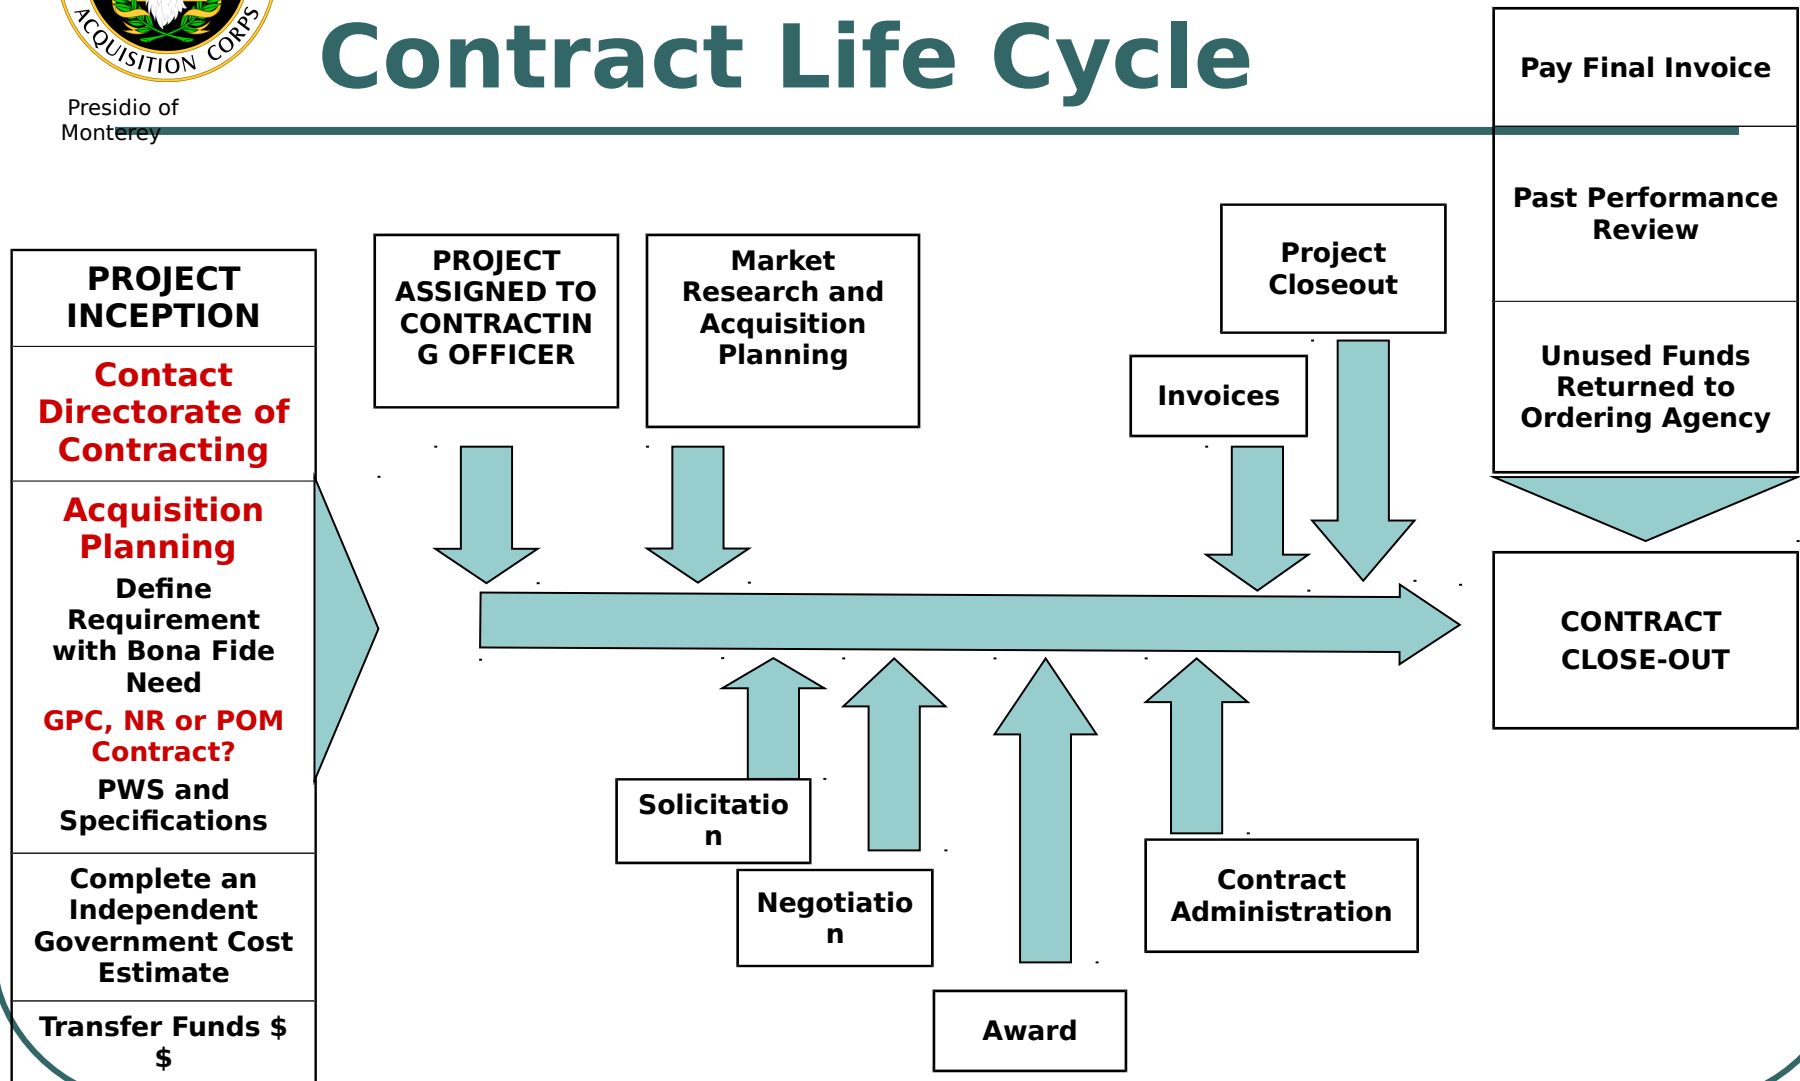 ACQUISITION CORPS
Contract Life Cycle
Presidio of
Monterey
PROJECT
INCEPTION
Contact
Directorate of
Contracting
Acquisition
Planning
Define
Requirement
with Bona Fide
Need
GPC, NR or POM
Contract?
PWS and
Specifications
Complete an
Independent
Government Cost
Estimate
Transfer Funds $
$
PROJECT
ASSIGNED TO
CONTRACTIN
G OFFICER
Market
Research and
Acquisition
Planning
Solicitatio
n
Negotiatio
n
Award
Contract
Administration
Invoices
Project
Closeout
Pay Final Invoice
Past Performance
Review
Unused Funds
Returned to
Ordering Agency
CONTRACT
CLOSE-OUT